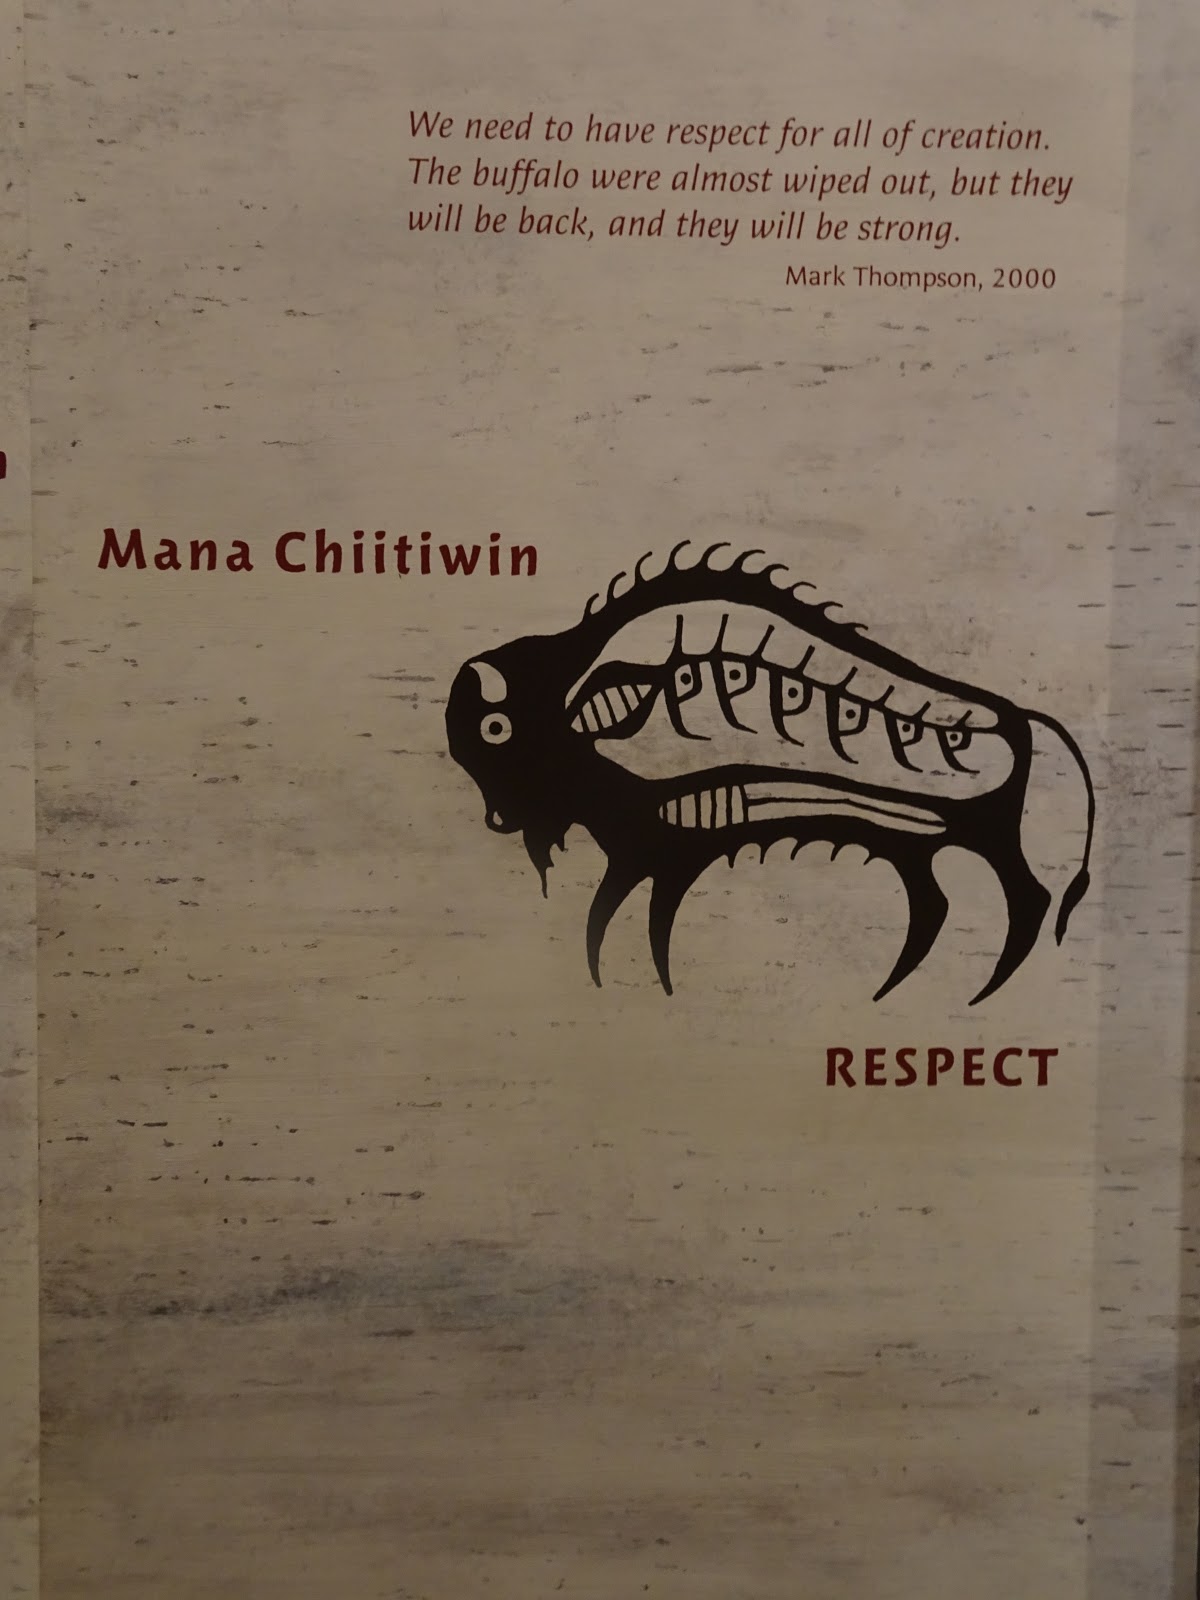 We need to have respect for all of creation.
The buffalo were almost wiped out, but they
will be back, and they will be strong.
Mark Thompson, 2000
Mana Chiitiwin
RESPECT